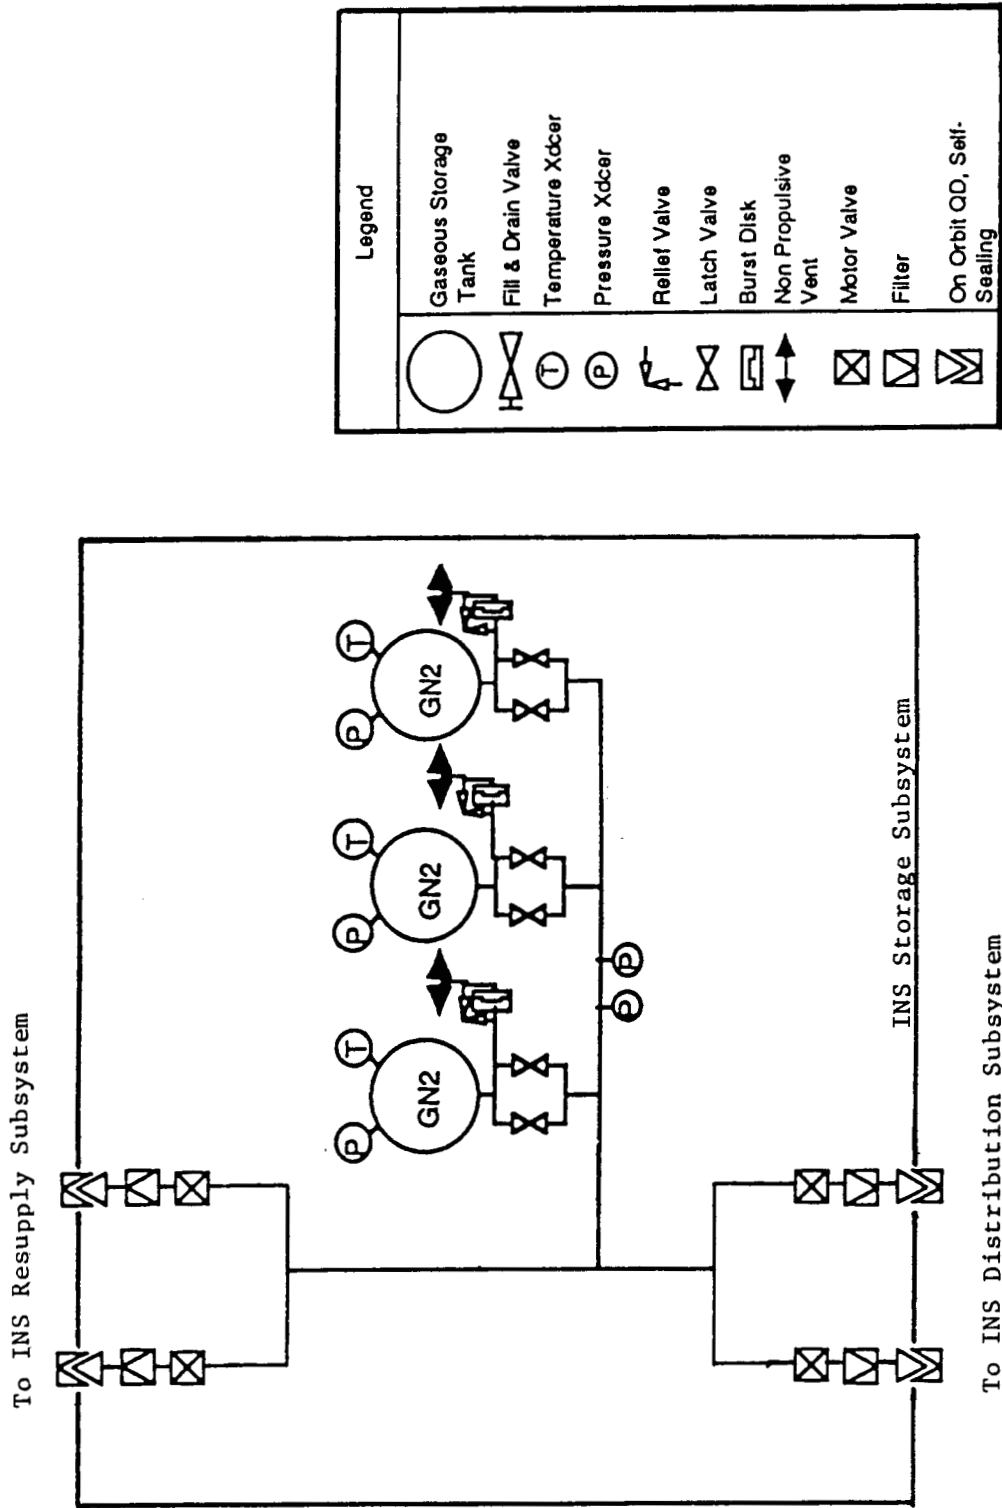 To INS Resupply Subsystem
P
T
GN2
P
T
GN2
P
T
GN2
P
P
INS Storage Subsystem
To INS Distribution Subsystem
Legend
Gaseous Storage
Tank
Fill & Drain Valve
T
Temperature Xdcer
P
Pressure Xdcer
Relief Valve
Latch Valve
Burst Disk
Non Propulsive
Vent
Motor Valve
Filter
On Orbit QD, Self-
Sealing